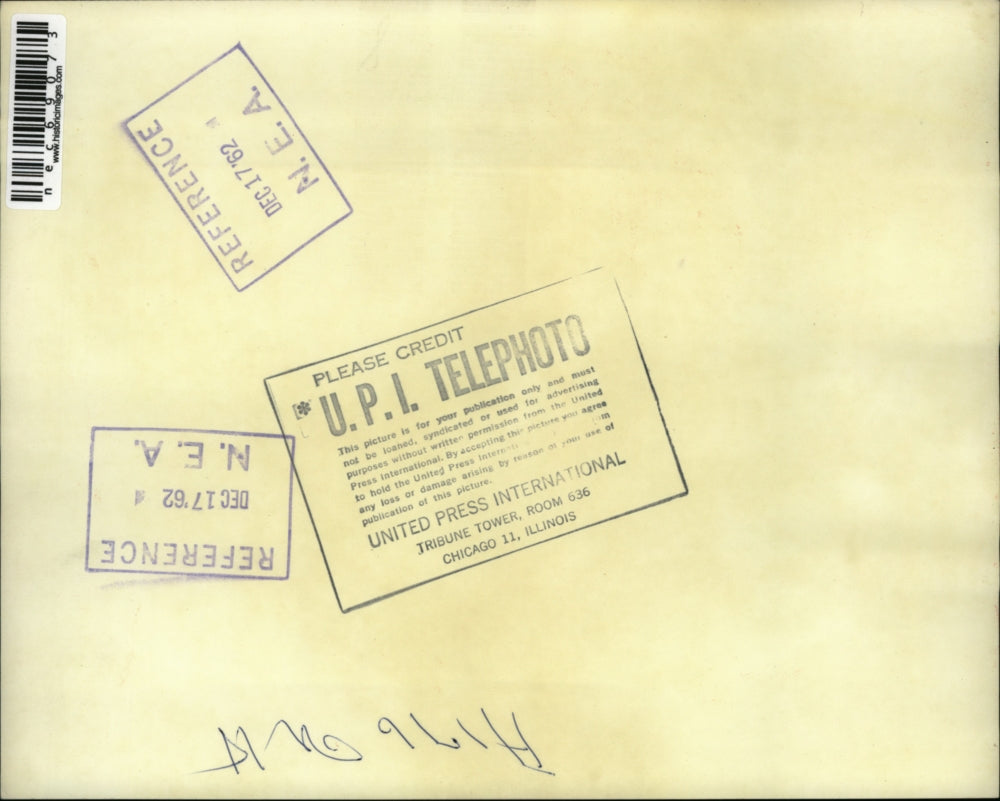 nec69073
www.historicimages.com
REFERENCE
DEC 17 '62
N. E. A.
PLEASE CREDIT
U. P. I. TELEPHOTO
This picture is for your publication only and must
not be loaned, syndicated or used for advertising
purposes without written permission from the United
Press International. By accepting this picture you agree
to hold the United Press
any loss or damage arising by reason of your use of
publication of this picture.
UNITED PRESS INTERNATIONAL
TRIBUNE TOWER, ROOM 636
CHICAGO 11, ILLINOIS
REFERENCE
DEC 17 '62
N. E. A.